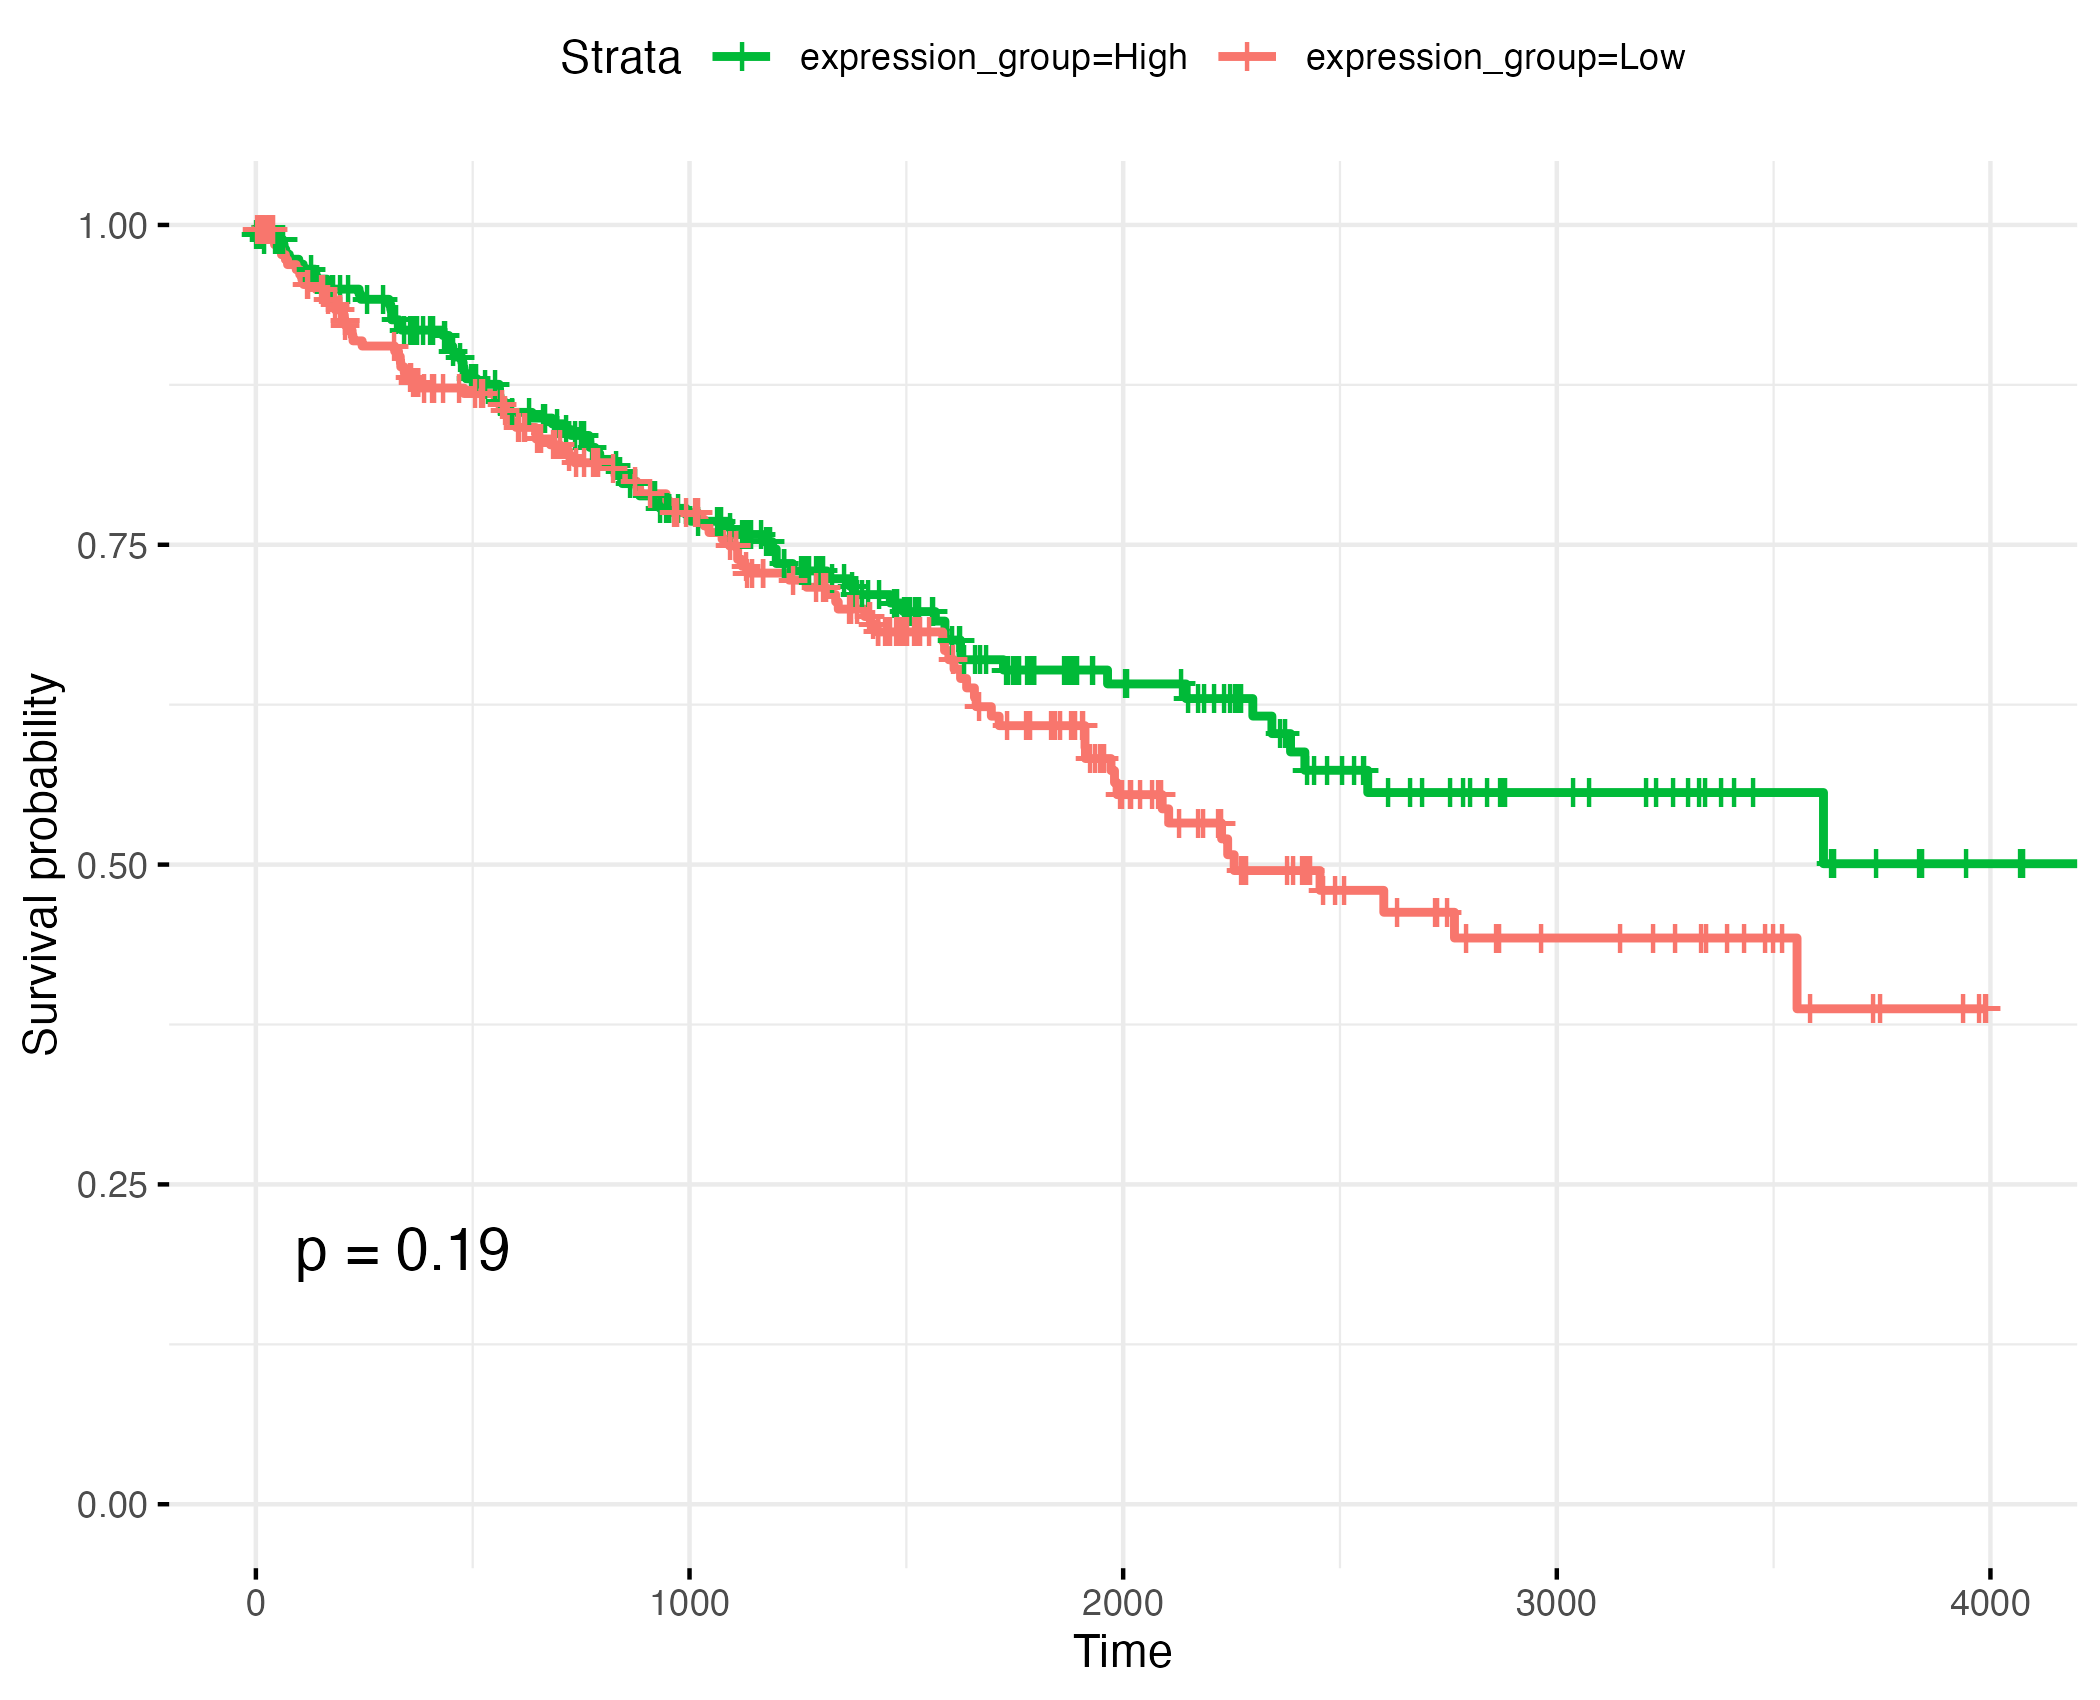 Strata expression_group=High expression_group=Low
1.00
0.75
0.50
0.25
0.00
Survival probability
p = 0.19
0 1000 2000 3000 4000
Time